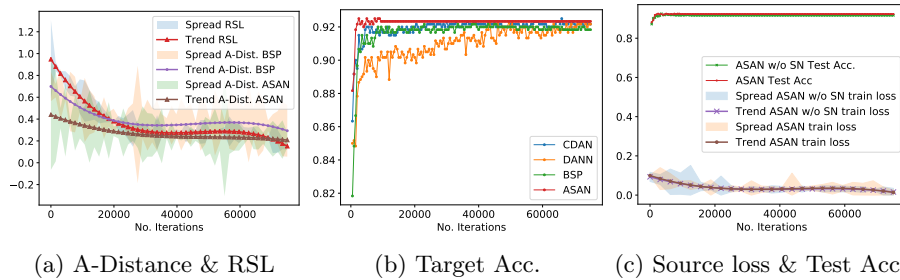 Spread RSL
Trend RSL
Spread A-Dist. BSP
Trend A-Dist. BSP
Spread A-Dist. ASAN
Trend A-Dist. ASAN
1.2
1.0
0.8
0.6
0.4
0.2
0.0
−0.2
0
20000
40000
60000
No. Iterations
(a) A-Distance & RSL
0.92
0.90
0.88
0.86
0.84
0.82
CDAN
DANN
BSP
ASAN
0
20000
40000
60000
No. Iterations
(b) Target Acc.
0.8
0.6
0.4
0.2
0.0
ASAN w/o SN Test Acc.
ASAN Test Acc
Spread ASAN w/o SN train loss
Trend ASAN w/o SN train loss
Spread ASAN train loss
Trend ASAN train loss
0
20000
40000
60000
No. Iterations
(c) Source loss & Test Acc